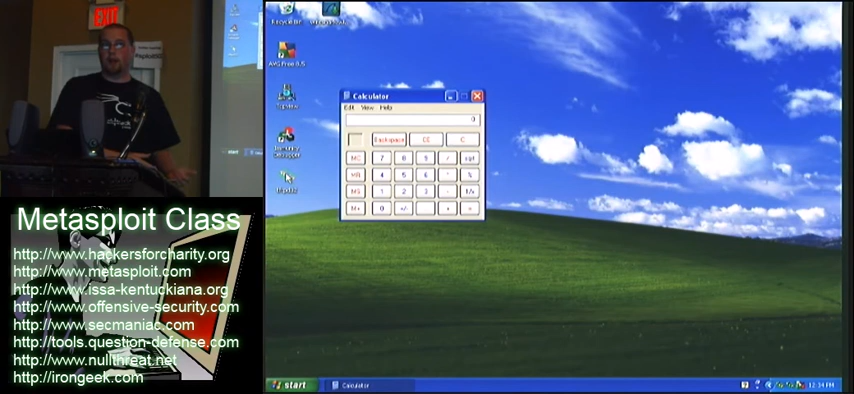 EXIT
Recycle Bin
AVG Free 8.5
Immunity
Debugger
Calculator
Edit View Help
0
Backspace CE C
MC 7 8 9 / sqrt
MR 4 5 6 * %
MS 1 2 3 - 1/x
M+ 0 +/- . + =
Metasploit Class
http://www.hackersforcharity.org
http://www.metasploit.com
http://www.issa-kentuckiana.org
http://www.offensive-security.com
http://www.secmaniac.com
http://tools.question-defense.com
http://www.nullthreat.net
http://irongeek.com
start Calculator 12:34 PM